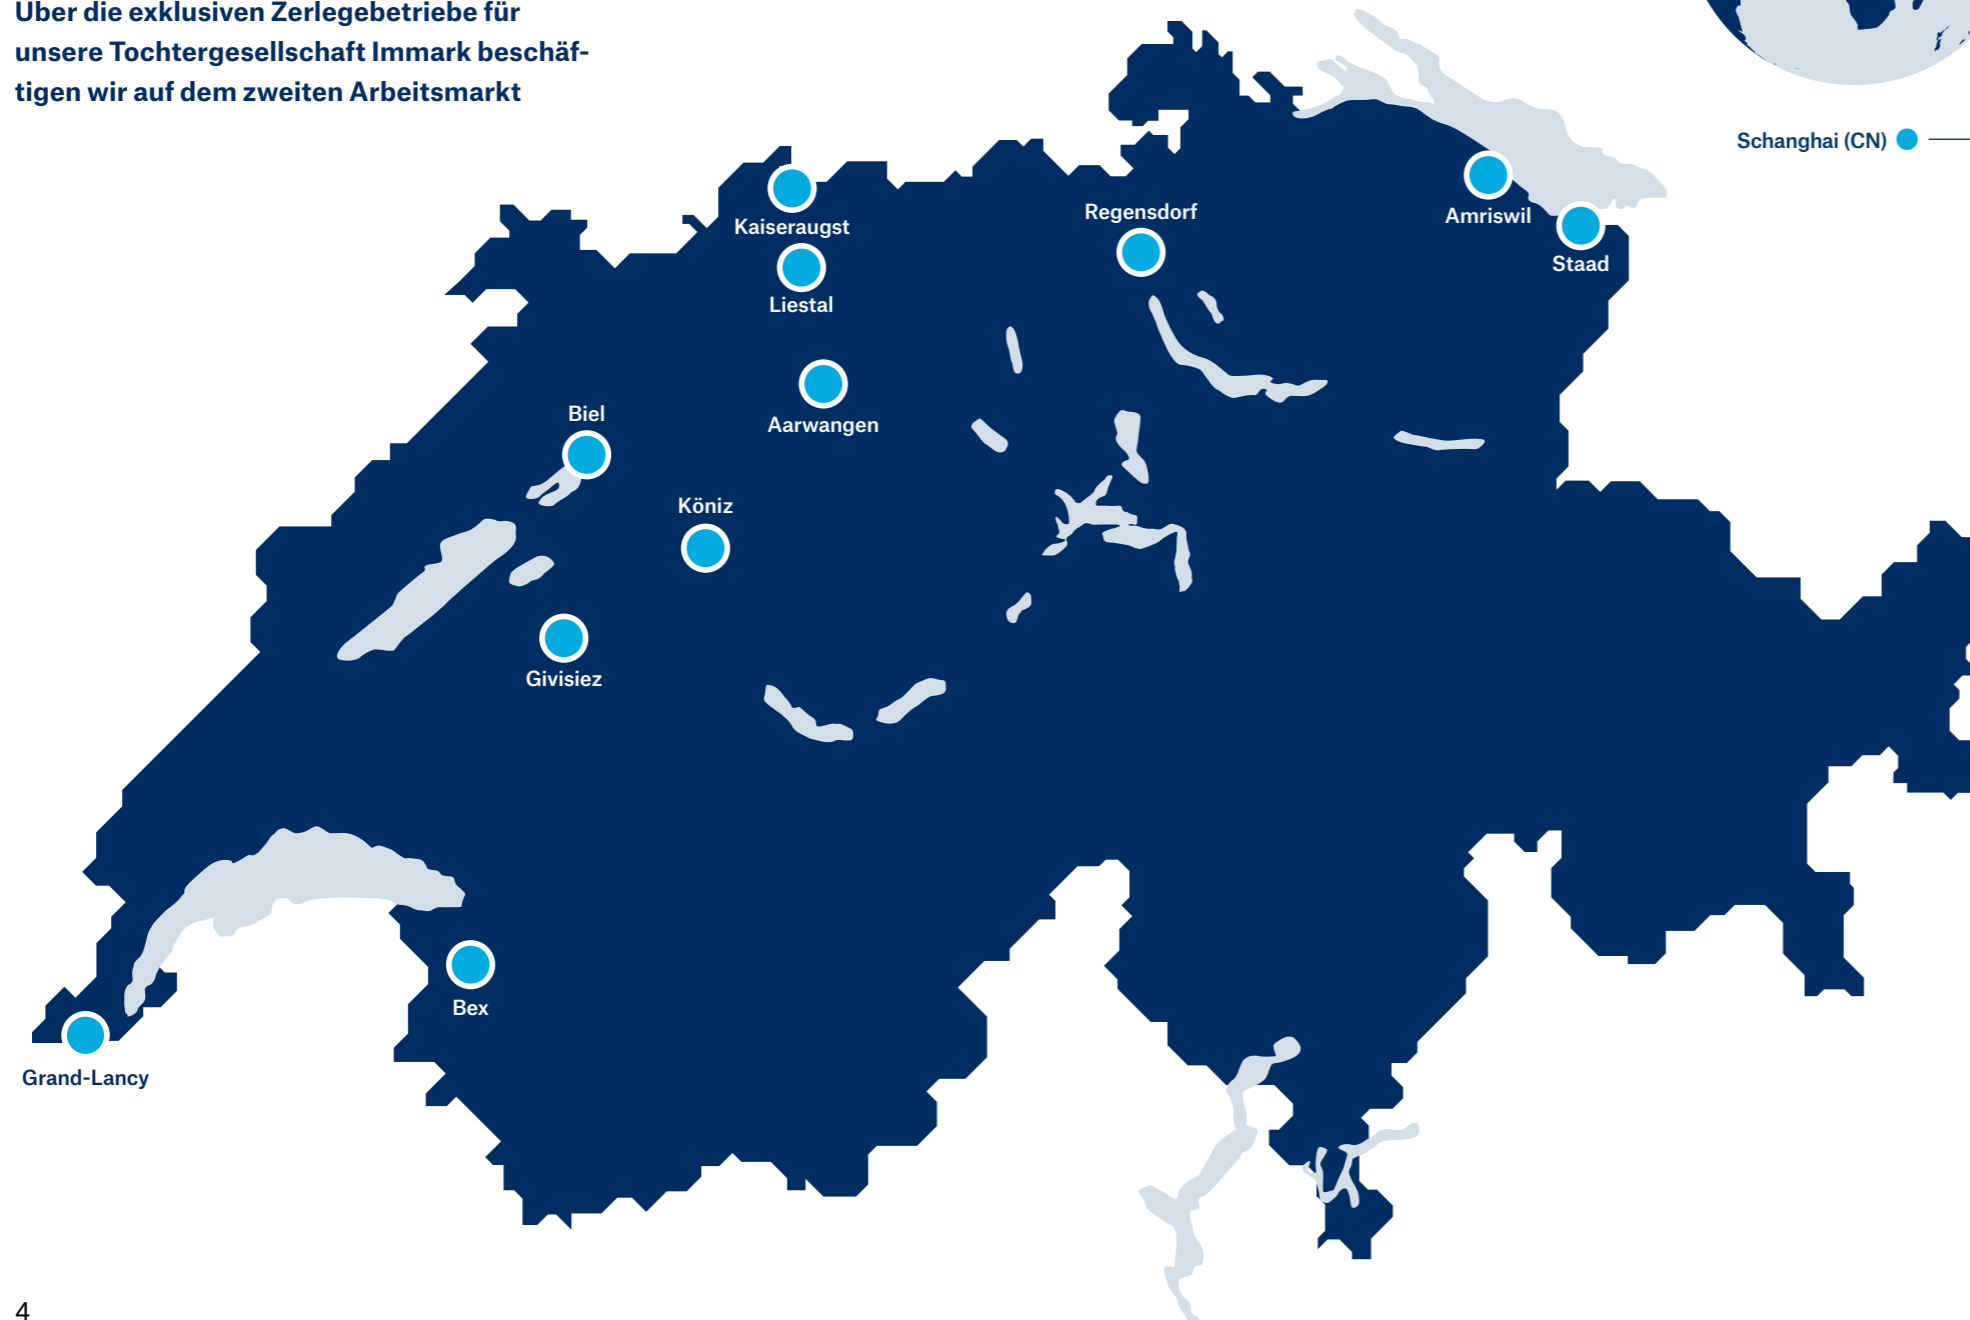 Über die exklusiven Zerlegebetriebe für
unsere Tochtergesellschaft Immark beschäf-
tigen wir auf dem zweiten Arbeitsmarkt
Schanghai (CN)
Kaiseraugst
Regensdorf
Amriswil
Staad
Liestal
Biel
Aarwangen
Köniz
Givisiez
Bex
Grand-Lancy
4